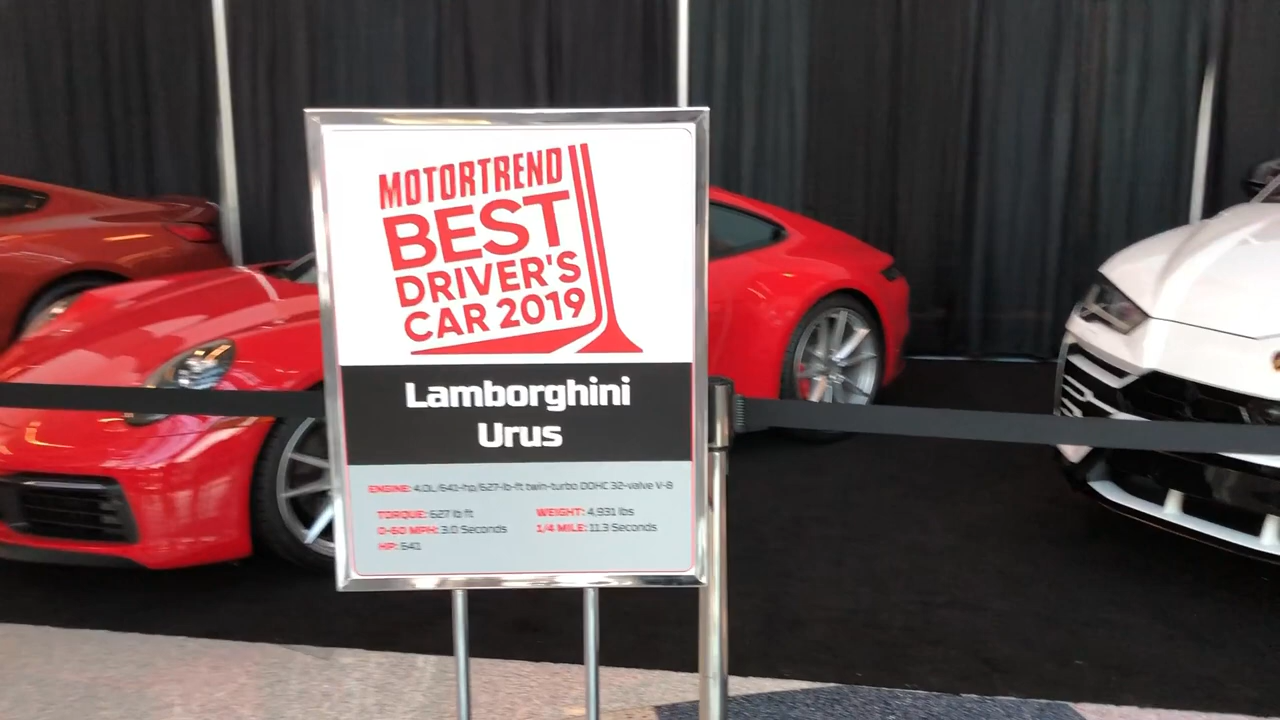 MOTORTREND
BEST
DRIVER'S
CAR 2019
Lamborghini
Urus
ENGINE: 4.0L/641-hp/627-lb-ft twin-turbo DOHC 32-valve V-8
TORQUE: 627 lb ft
WEIGHT: 4,931 lbs
0-60 MPH: 3.0 Seconds
1/4 MILE: 11.3 Seconds
HP: 641